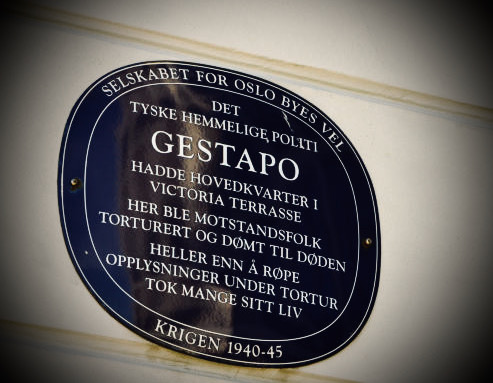 SELSKABET FOR OSLO BYES VEL
DET
TYSKE HEMMELIGE POLITI
GESTAPO
HADDE HOVEDKVARTER I
VICTORIA TERRASSE
HER BLE MOTSTANDSFOLK
TORTURERT OG DØMT TIL DØDEN
HELLER ENN Å RØPE
OPPLYSNINGER UNDER TORTUR
TOK MANGE SITT LIV
KRIGEN 1940-45